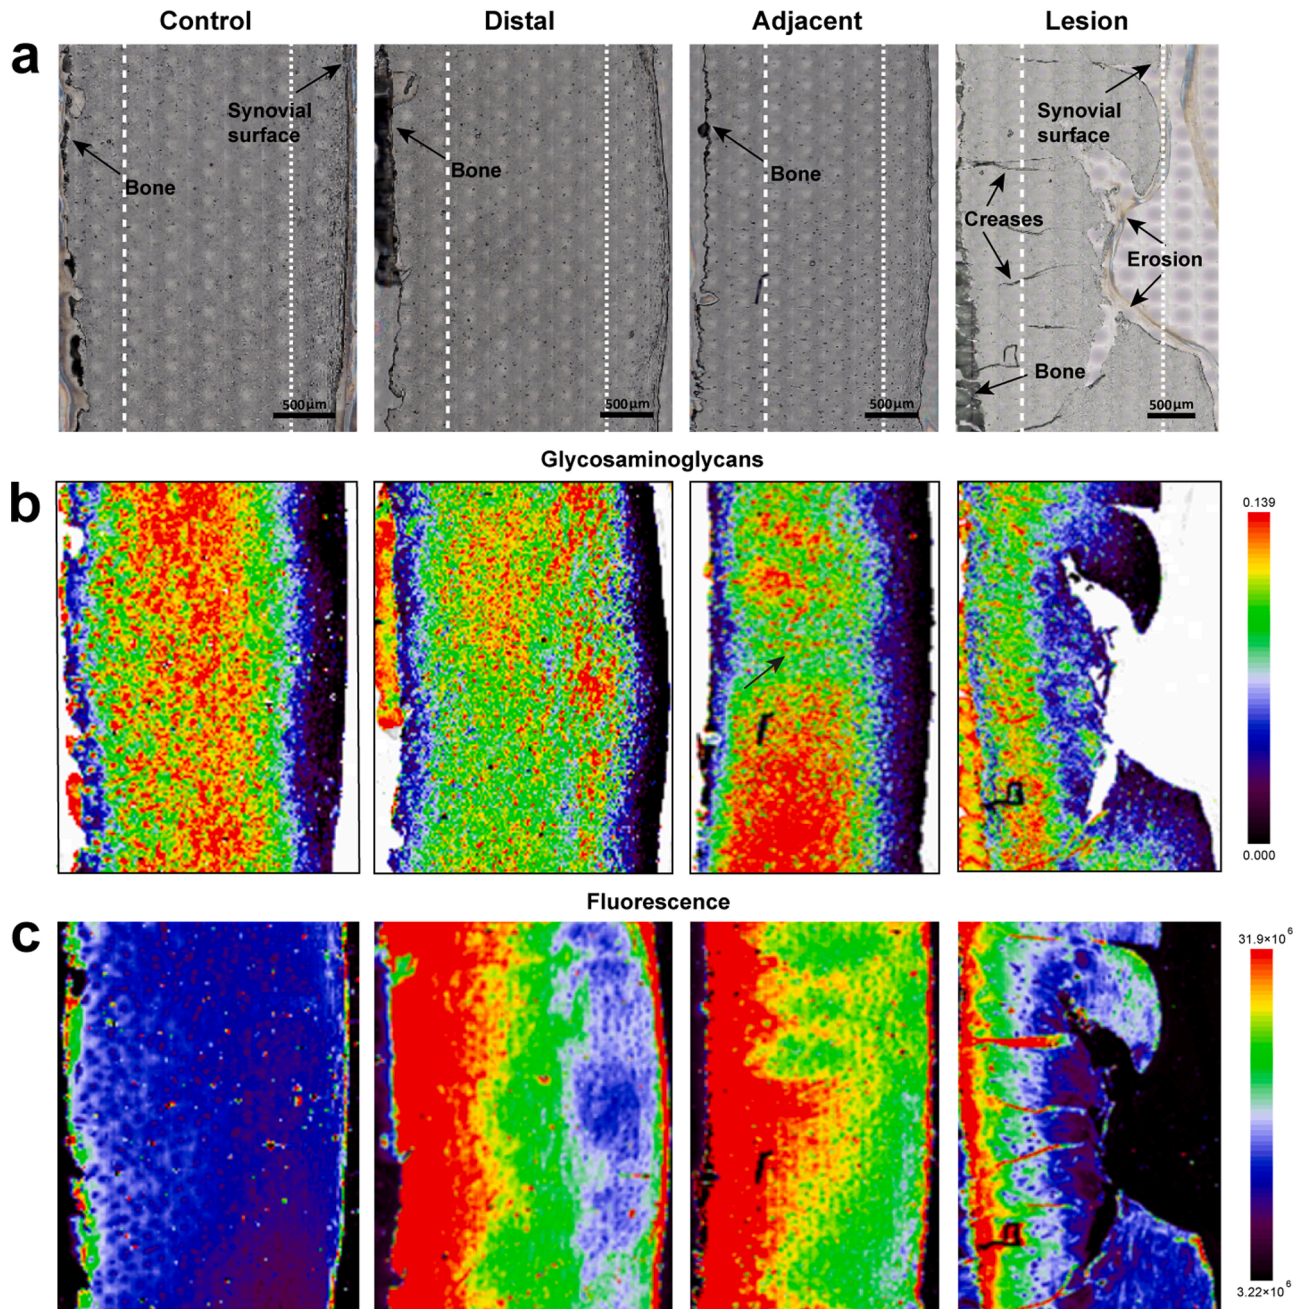 Control Distal Adjacent Lesion
a
Synovial
surface
Bone
500µm
Bone
500µm
Bone
500µm
Synovial
surface
Creases
Erosion
Bone
500µm
Glycosaminoglycans
b
0.139
0.000
Fluorescence
c
31.9×10⁶
3.22×10⁶